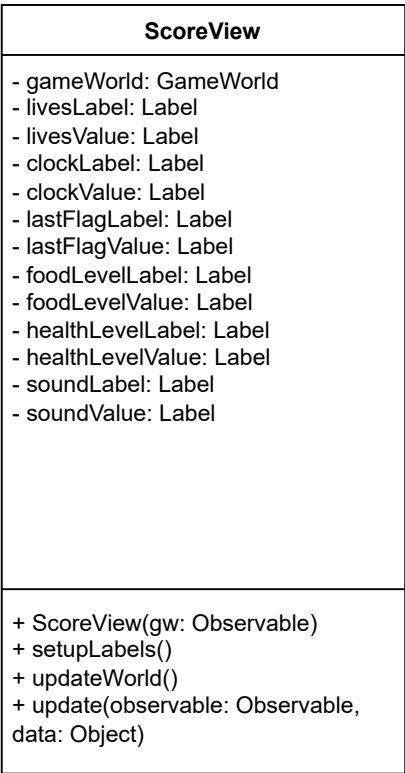 ScoreView
- gameWorld: GameWorld
- livesLabel: Label
- livesValue: Label
- clockLabel: Label
- clockValue: Label
- lastFlagLabel: Label
- lastFlagValue: Label
- foodLevelLabel: Label
- foodLevelValue: Label
- healthLevelLabel: Label
- healthLevelValue: Label
- soundLabel: Label
- soundValue: Label
+ ScoreView(gw: Observable)
+ setupLabels()
+ updateWorld()
+ update(observable: Observable,
data: Object)